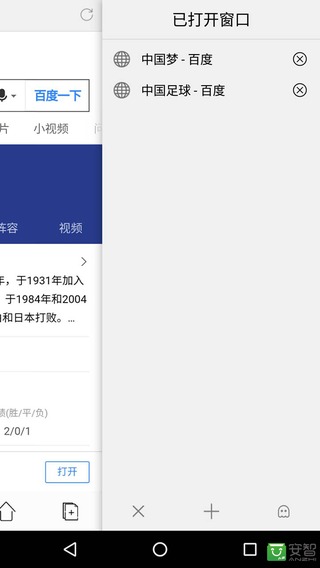 已打开窗口
中国梦 - 百度
中国足球 - 百度
百度一下
片 小视频 问
阵容 视频
年，于1931年加入
于1984年和2004
和日本打败。...
绩(胜/平/负)
2/0/1
打开
安智
ANZHI